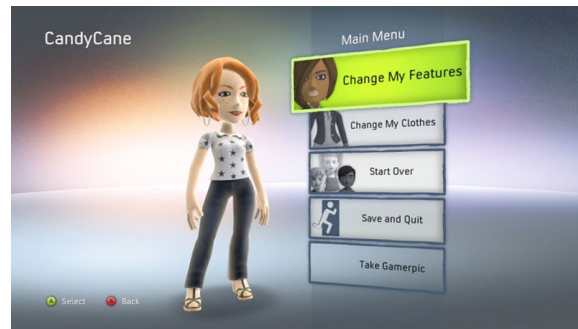 CandyCane
Main Menu
Change My Features
Change My Clothes
Start Over
Save and Quit
Take Gamerpic
Select
Back